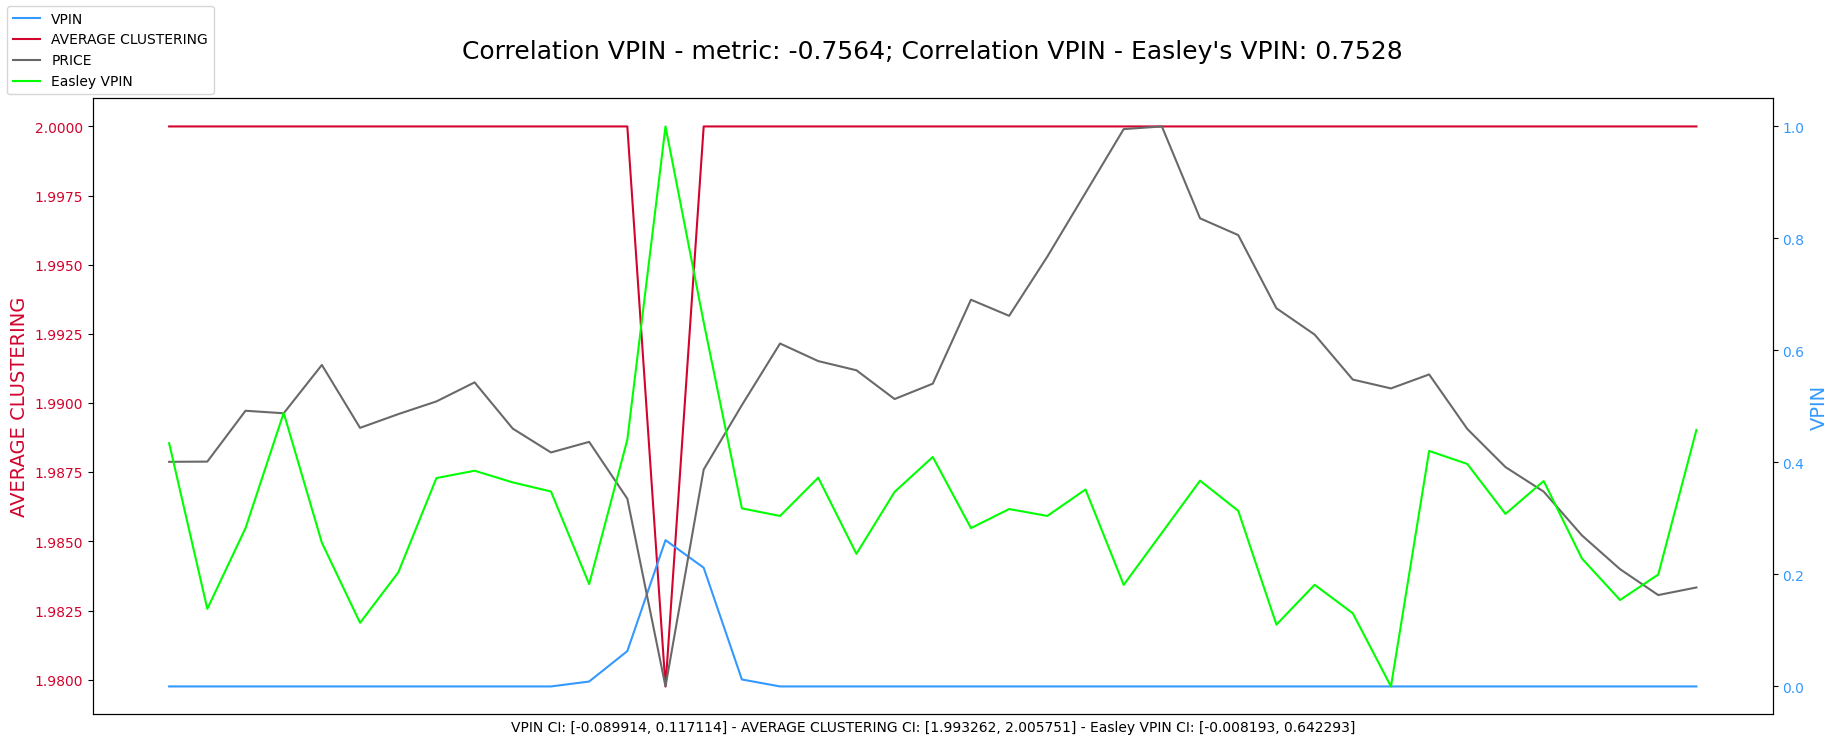 VPIN
AVERAGE CLUSTERING
PRICE
Easley VPIN
Correlation VPIN - metric: -0.7564; Correlation VPIN - Easley's VPIN: 0.7528
AVERAGE CLUSTERING
2.0000
1.9975
1.9950
1.9925
1.9900
1.9875
1.9850
1.9825
1.9800
1.0
0.8
0.6
0.4
0.2
0.0
VPIN
VPIN CI: [-0.089914, 0.117114] - AVERAGE CLUSTERING CI: [1.993262, 2.005751] - Easley VPIN CI: [-0.008193, 0.642293]